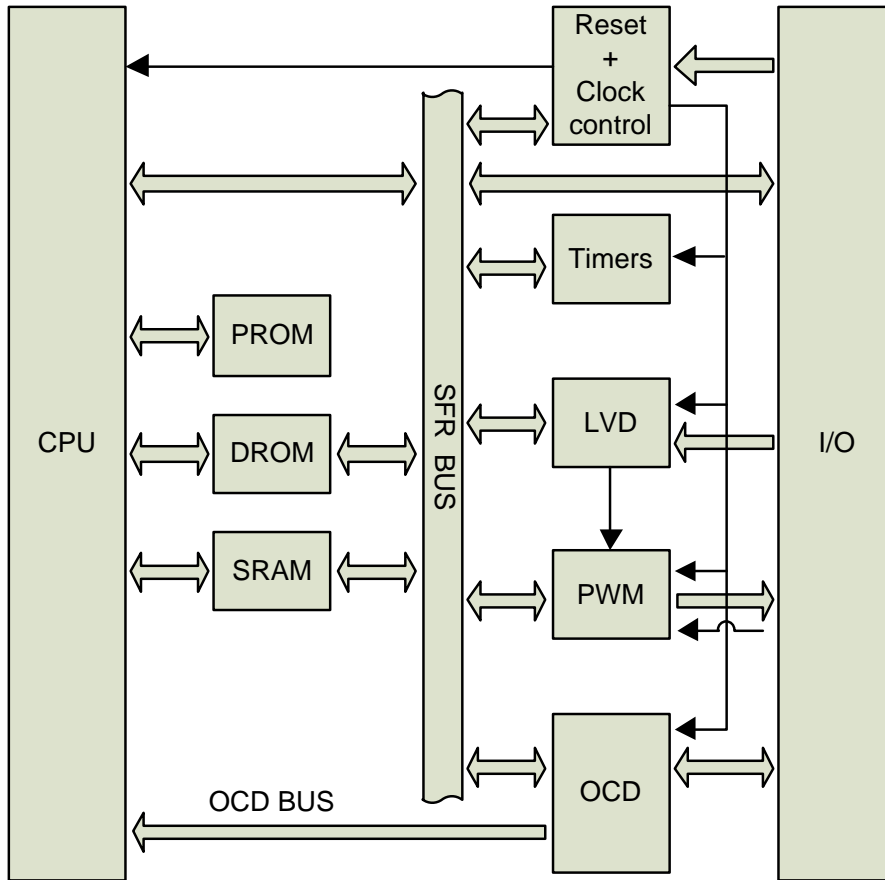 Reset
+
Clock
control
Timers
PROM
SFR BUS
LVD
CPU
DROM
I/O
SRAM
PWM
OCD BUS
OCD